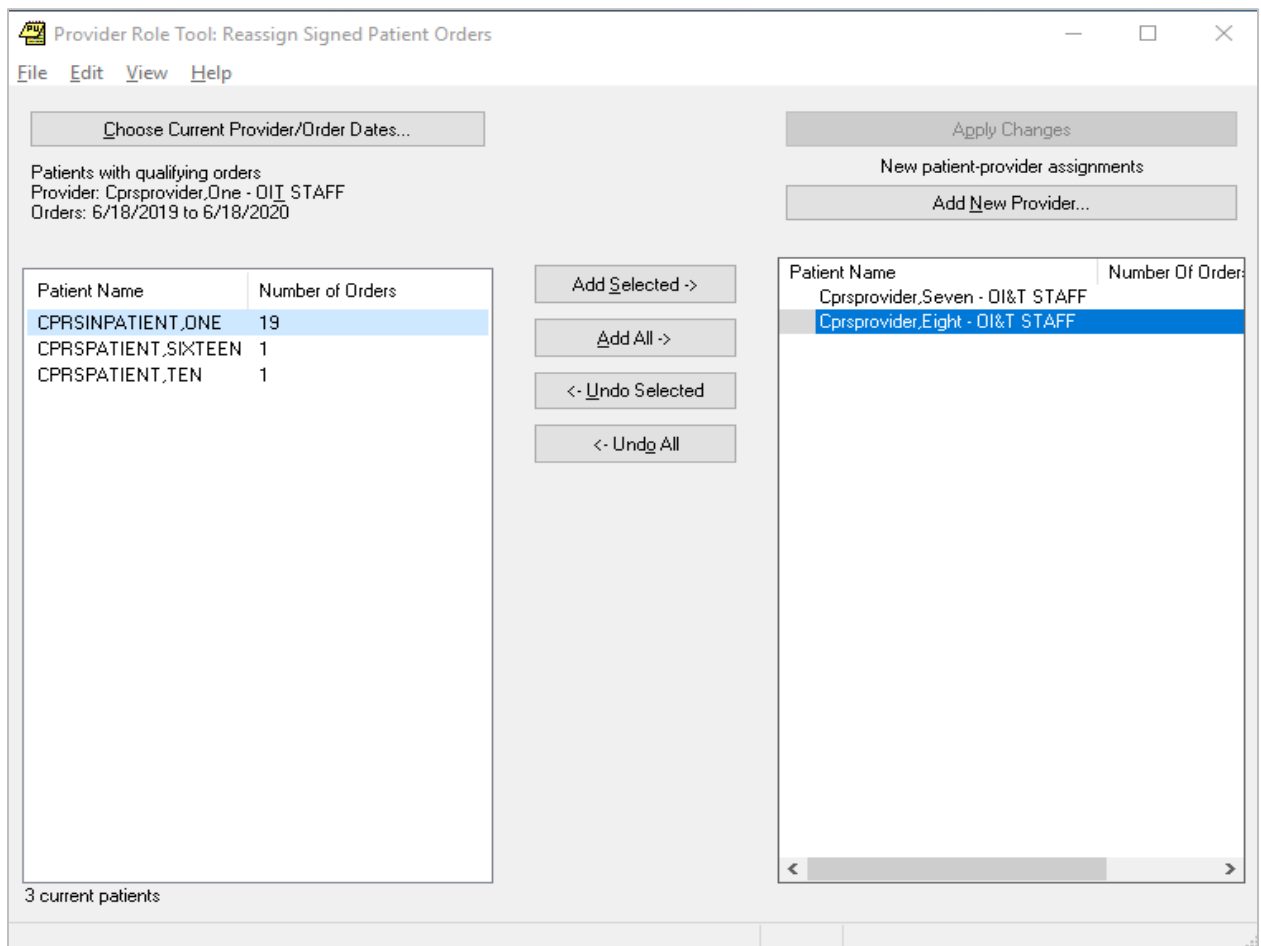 Provider Role Tool: Reassign Signed Patient Orders
File Edit View Help
Choose Current Provider/Order Dates...
Patients with qualifying orders
Provider: Cprsprovider,One - OIT STAFF
Orders: 6/18/2019 to 6/18/2020
Apply Changes
New patient-provider assignments
Add New Provider...
Patient Name Number of Orders
CPRSINPATIENT,ONE 19
CPRSPATIENT,SIXTEEN 1
CPRSPATIENT,TEN 1
3 current patients
Add Selected ->
Add All ->
<- Undo Selected
<- Undo All
Patient Name Number Of Orders
Cprsprovider,Seven - OI&T STAFF
Cprsprovider,Eight - OI&T STAFF